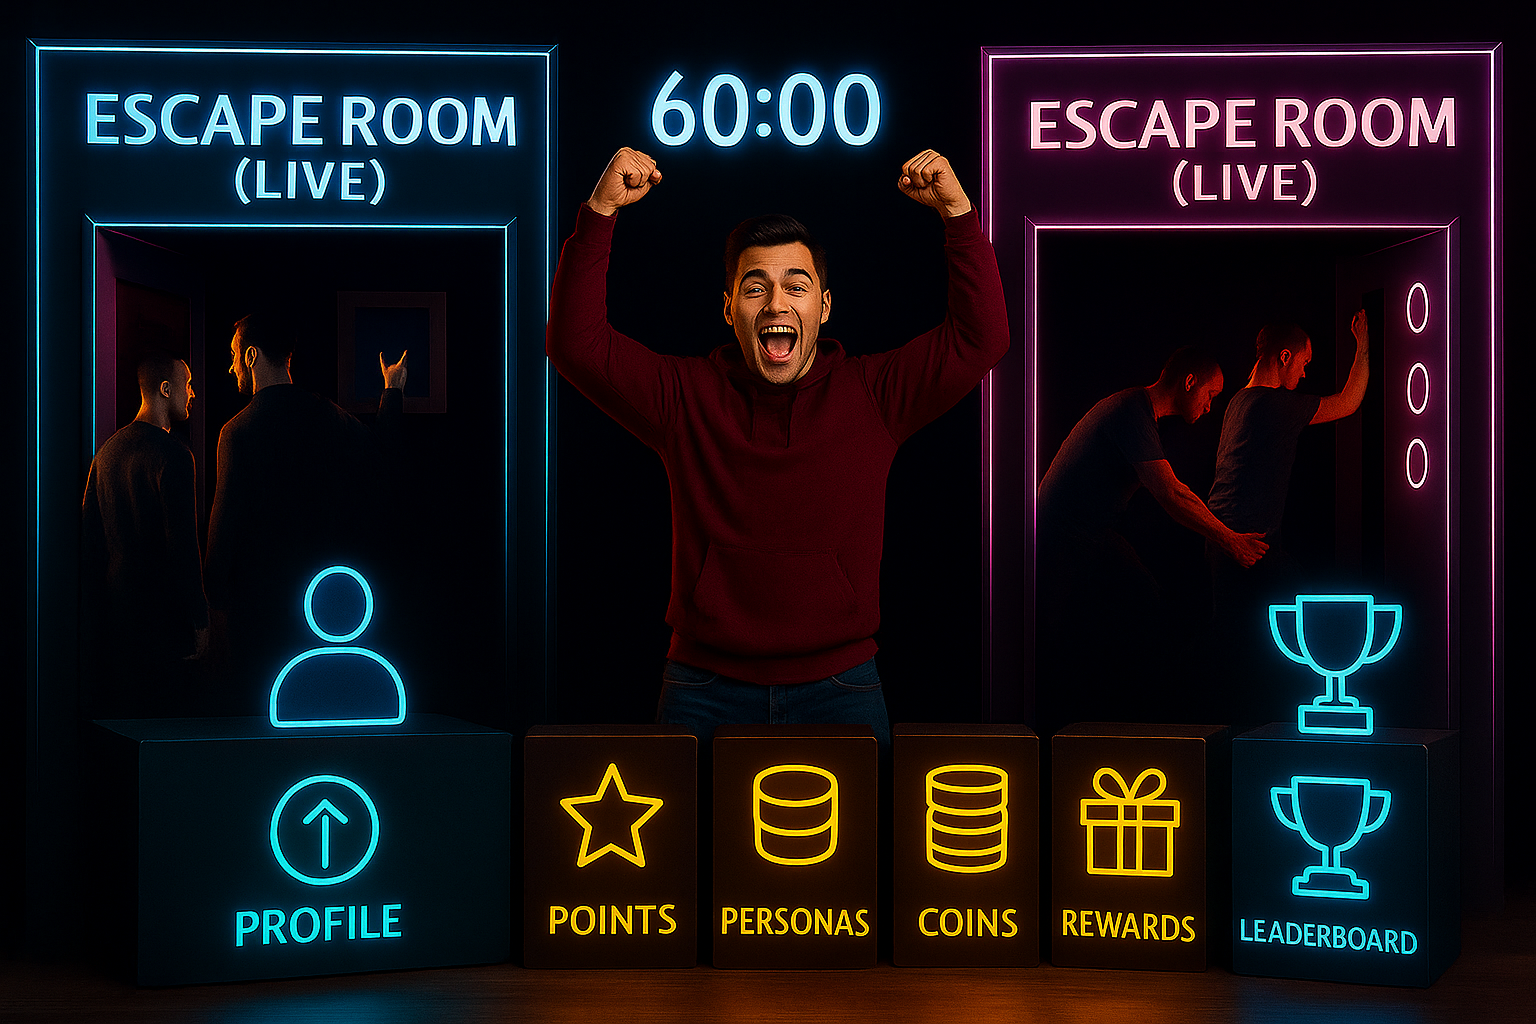 ESCAPE ROOM
(LIVE)
60:00
ESCAPE ROOM
(LIVE)
PROFILE
POINTS
PERSONAS
COINS
REWARDS
LEADERBOARD